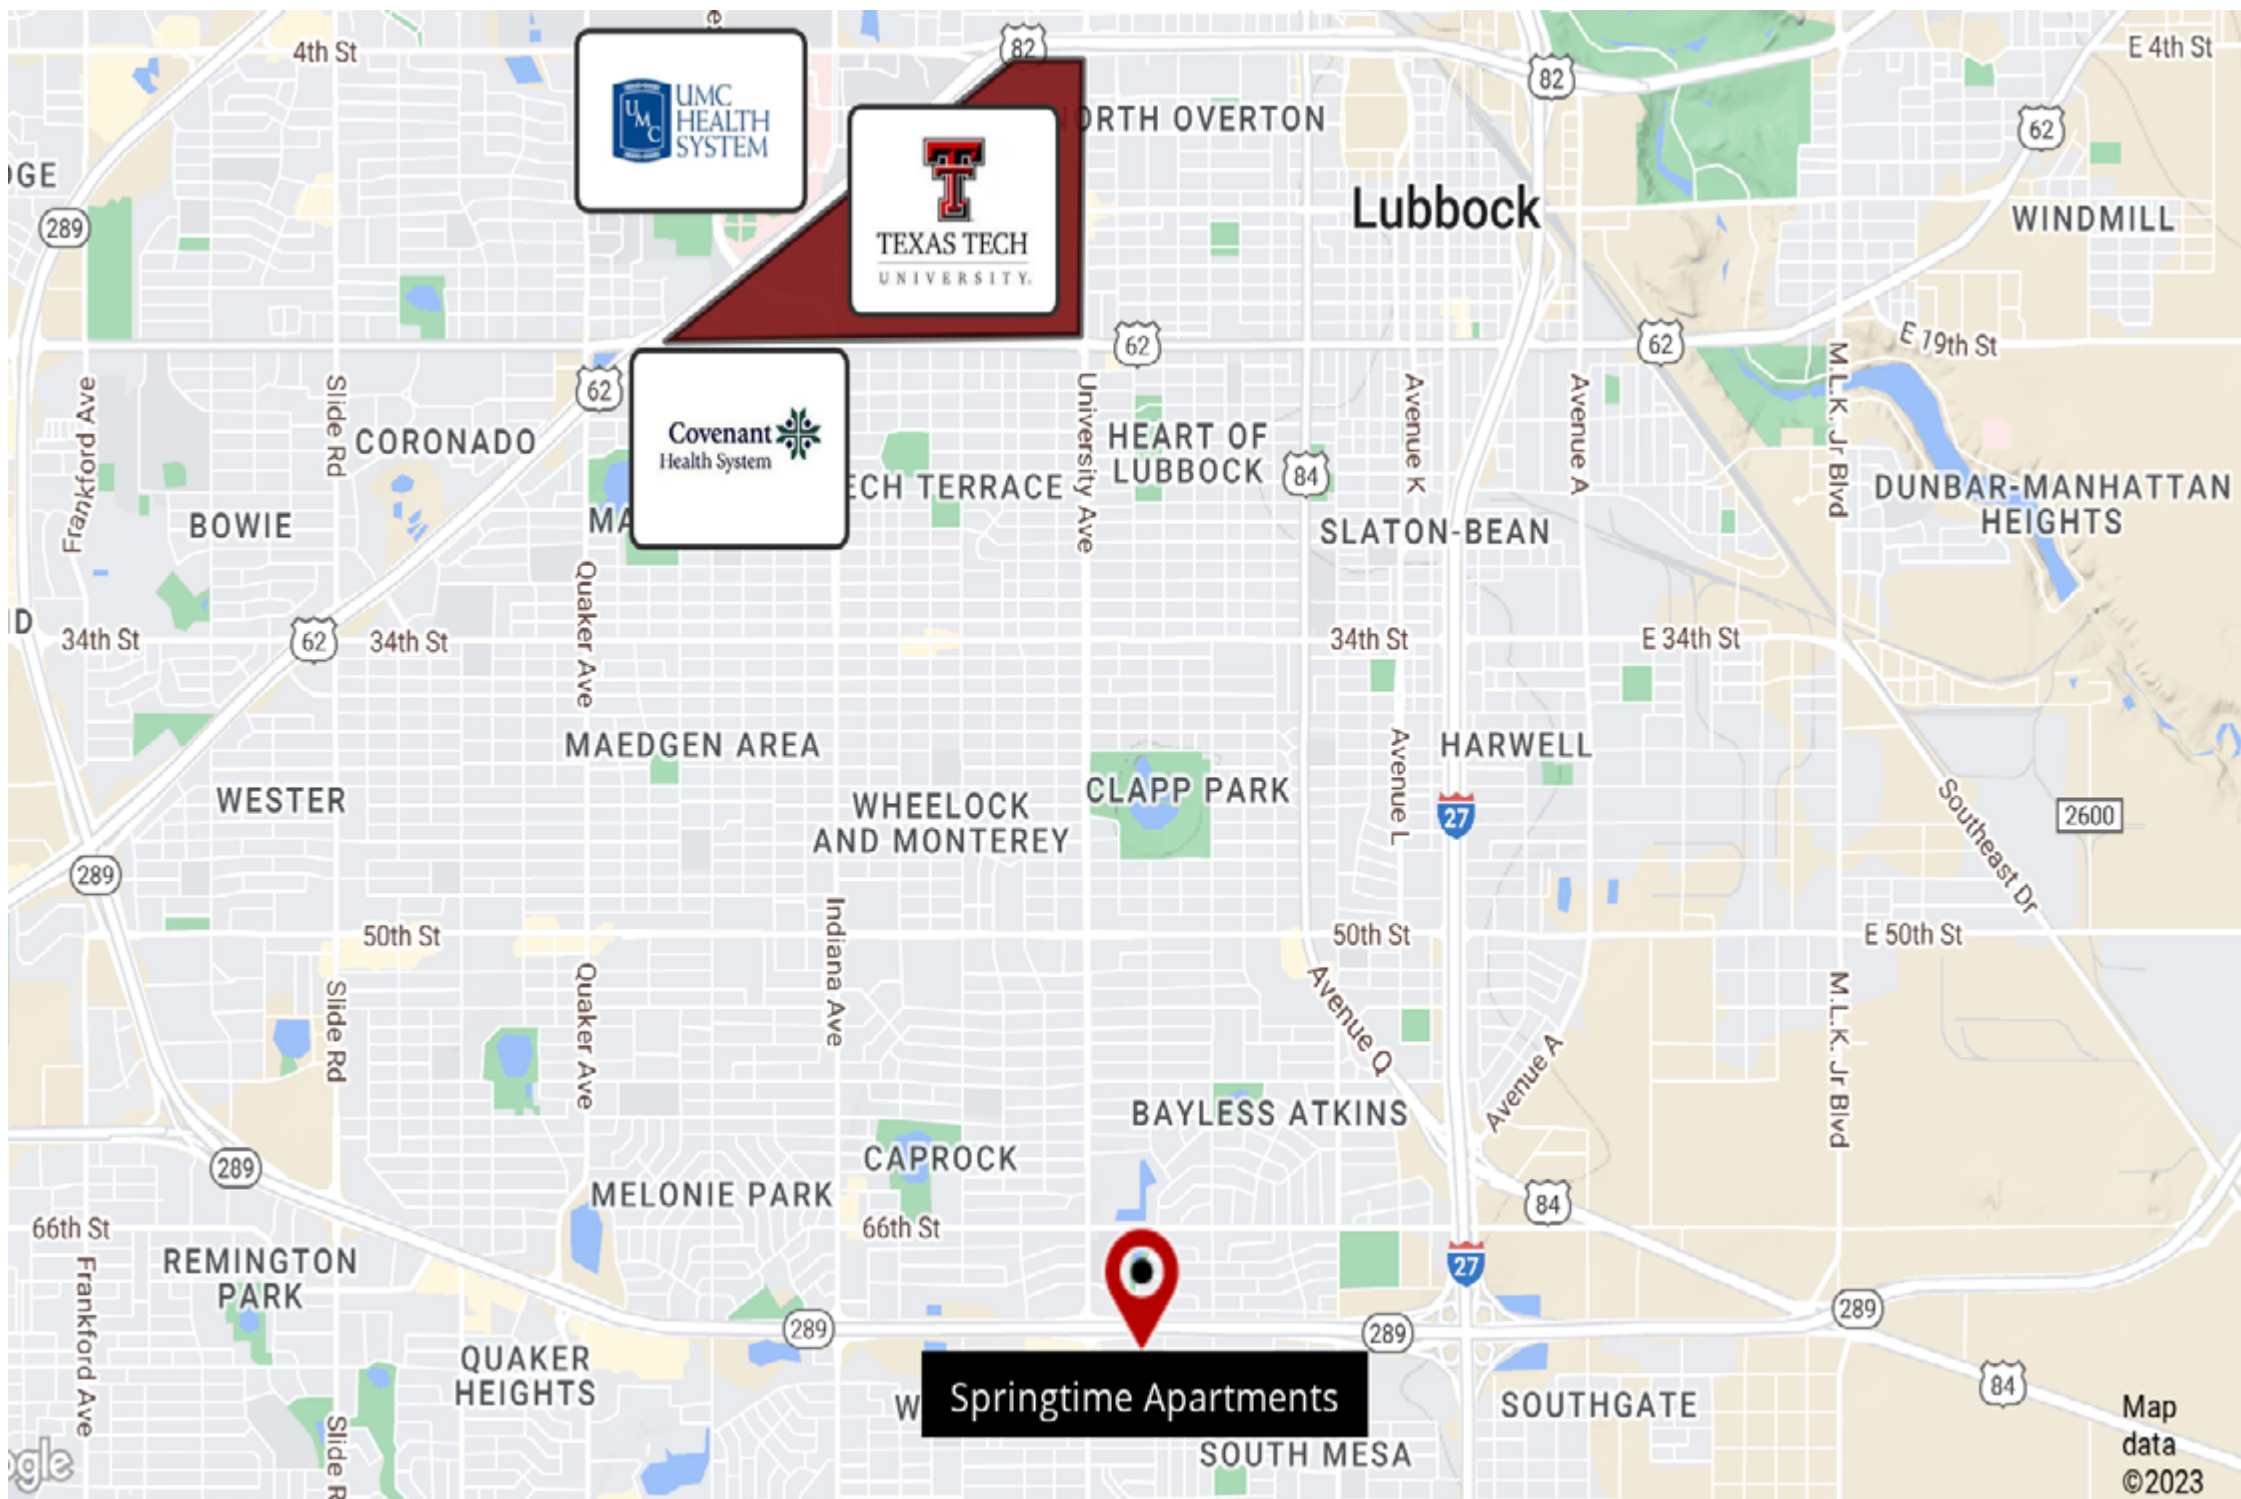 e
4th St
82
E 4th St
82
UMC
HEALTH
SYSTEM
UMC
NORTH OVERTON
62
GE
289
Lubbock
WINDMILL
TEXAS TECH
UNIVERSITY.
62
62
E 19th St
62
Frankford Ave
Slide Rd
CORONADO
Covenant
Health System
University Ave
HEART OF
LUBBOCK
84
Avenue K
Avenue A
M.L.K. Jr Blvd
ECH TERRACE
DUNBAR-MANHATTAN
HEIGHTS
BOWIE
MA
SLATON-BEAN
Quaker Ave
D
34th St
62
34th St
34th St
E 34th St
MAEDGEN AREA
Avenue L
HARWELL
WESTER
WHEELOCK
AND MONTEREY
CLAPP PARK
27
2600
Southeast Dr
289
Indiana Ave
50th St
50th St
E 50th St
Slide Rd
Quaker Ave
Avenue Q
Avenue A
M.L.K. Jr Blvd
BAYLESS ATKINS
CAPROCK
289
MELONIE PARK
84
66th St
66th St
REMINGTON
PARK
27
Frankford Ave
289
289
289
QUAKER
HEIGHTS
Springtime Apartments
W
SOUTHGATE
84
Slide R
SOUTH MESA
Map
data
©2023
ogle